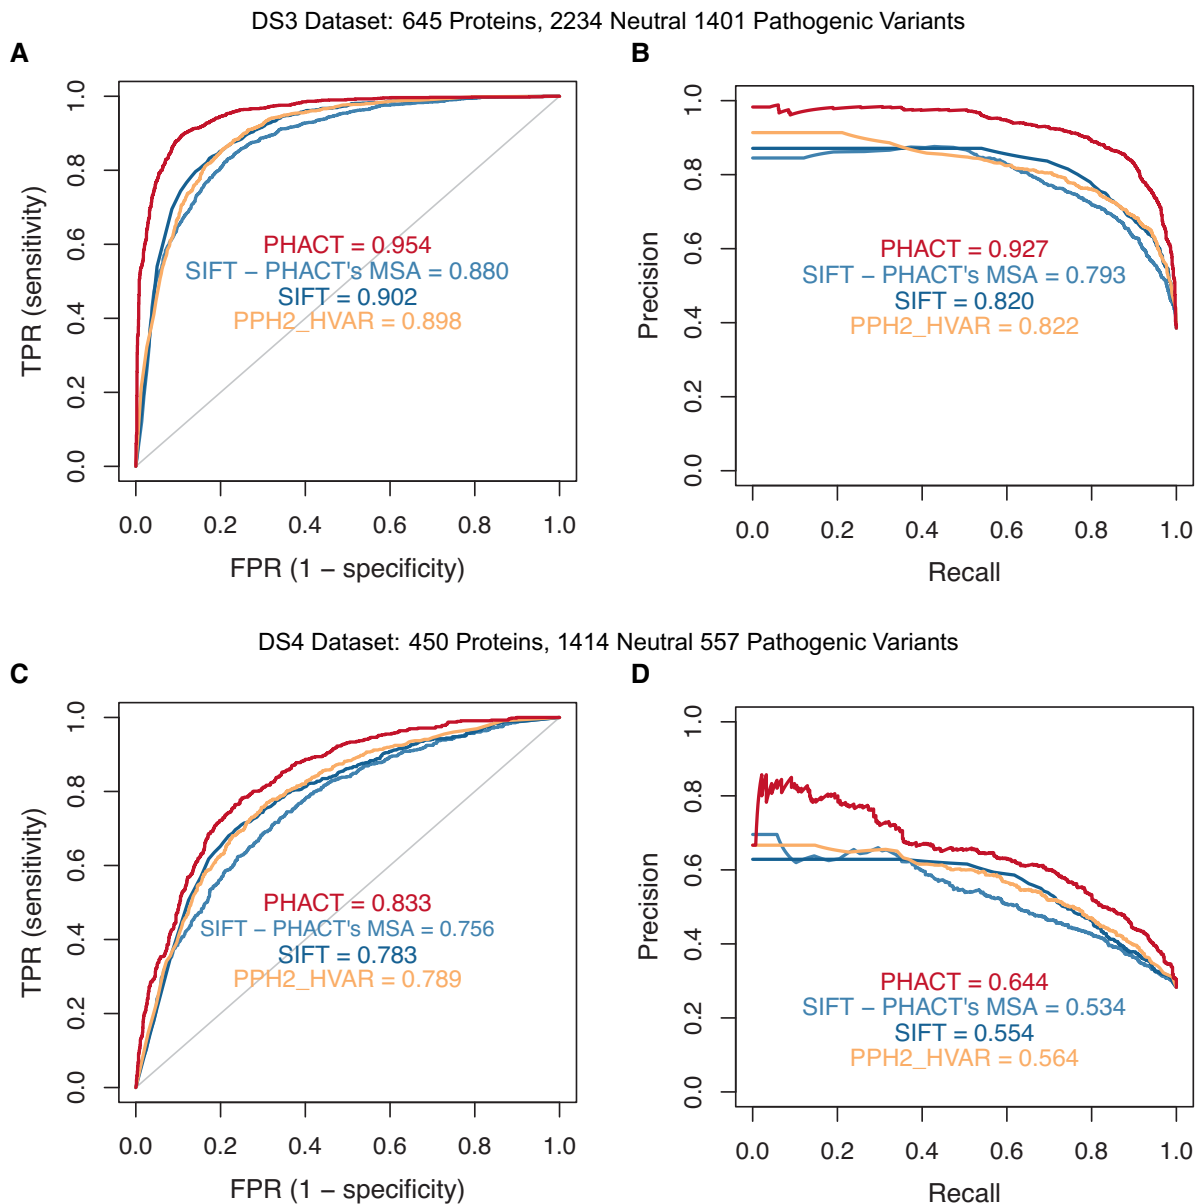 DS3 Dataset: 645 Proteins, 2234 Neutral 1401 Pathogenic Variants
A
TPR (sensitivity)
1.0
0.8
0.6
0.4
0.2
0.0
PHACT = 0.954
SIFT − PHACT's MSA = 0.880
SIFT = 0.902
PPH2_HVAR = 0.898
0.0 0.2 0.4 0.6 0.8 1.0
FPR (1 − specificity)
B
Precision
1.0
0.8
0.6
0.4
0.2
0.0
PHACT = 0.927
SIFT − PHACT's MSA = 0.793
SIFT = 0.820
PPH2_HVAR = 0.822
0.0 0.2 0.4 0.6 0.8 1.0
Recall
DS4 Dataset: 450 Proteins, 1414 Neutral 557 Pathogenic Variants
C
TPR (sensitivity)
1.0
0.8
0.6
0.4
0.2
0.0
PHACT = 0.833
SIFT − PHACT's MSA = 0.756
SIFT = 0.783
PPH2_HVAR = 0.789
0.0 0.2 0.4 0.6 0.8 1.0
FPR (1 − specificity)
D
Precision
1.0
0.8
0.6
0.4
0.2
0.0
PHACT = 0.644
SIFT − PHACT's MSA = 0.534
SIFT = 0.554
PPH2_HVAR = 0.564
0.0 0.2 0.4 0.6 0.8 1.0
Recall